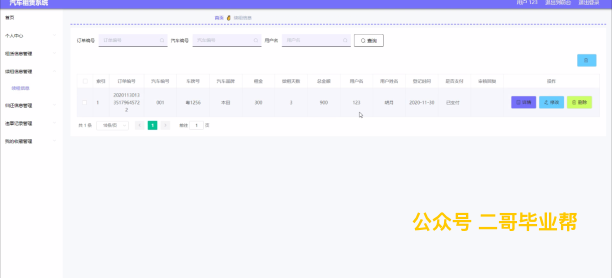 汽车租赁系统
用户 123 退出到前台 退出登录
首页
首页 续租信息
个人中心
订单编号 订单编号 汽车编号 汽车编号 用户名 用户名 查询
租赁信息管理
续租信息管理
续租信息
索引 订单编号 汽车编号 车牌号 汽车品牌 租金 续租天数 总金额 用户名 用户姓名 登记时间 是否支付 审核回复 操作
1 301 粤1256 本田 300 3 900 123 胡月 2020-11-30 已支付 详情 修改 删除
归还信息管理
共 1 条 10条/页 1 前往 1 页
违章记录管理
我的收藏管理
公众号 二哥毕业帮